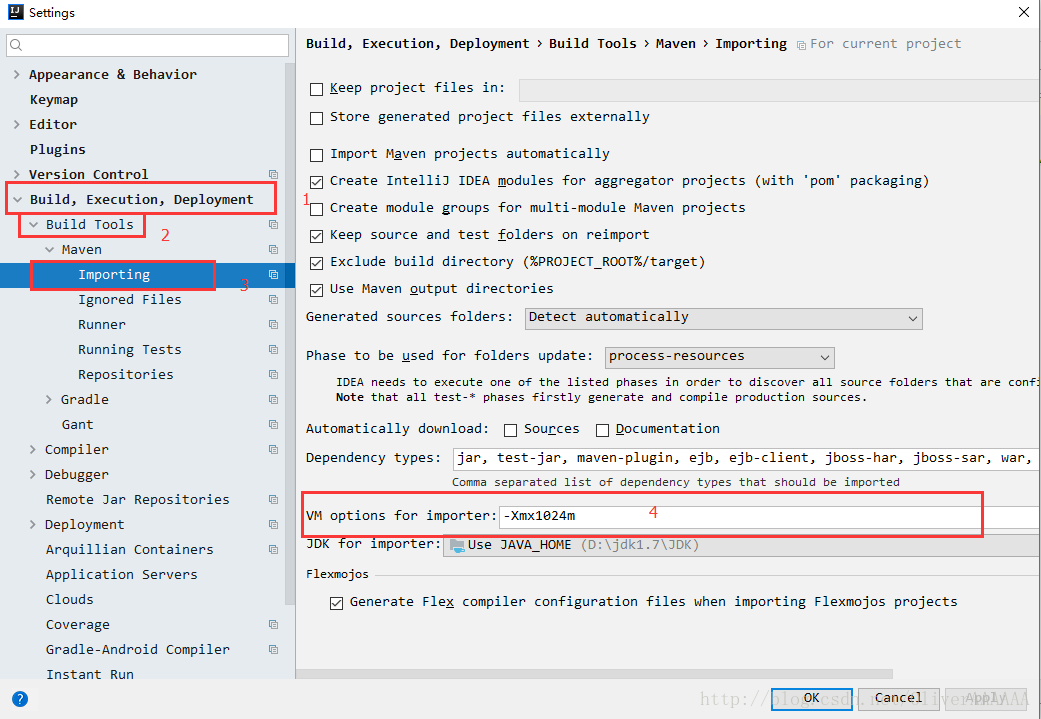 Settings
Appearance & Behavior
Keymap
Editor
Plugins
Version Control
Build, Execution, Deployment
1
Build Tools
2
Maven
Importing
3
Ignored Files
Runner
Running Tests
Repositories
Gradle
Gant
Compiler
Debugger
Remote Jar Repositories
Deployment
Arquillian Containers
Application Servers
Clouds
Coverage
Gradle-Android Compiler
Instant Run
?
Build, Execution, Deployment › Build Tools › Maven › Importing For current project
Keep project files in:
Store generated project files externally
Import Maven projects automatically
Create IntelliJ IDEA modules for aggregator projects (with 'pom' packaging)
Create module groups for multi-module Maven projects
Keep source and test folders on reimport
Exclude build directory (%PROJECT_ROOT%/target)
Use Maven output directories
Generated sources folders: Detect automatically
Phase to be used for folders update: process-resources
IDEA needs to execute one of the listed phases in order to discover all source folders that are confi
Note that all test-* phases firstly generate and compile production sources.
Automatically download: Sources Documentation
Dependency types: jar, test-jar, maven-plugin, ejb, ejb-client, jboss-har, jboss-sar, war,
Comma separated list of dependency types that should be imported
VM options for importer: -Xmx1024m 4
JDK for importer: Use JAVA_HOME (D:\jdk1.7\JDK)
Flexmojos
Generate Flex compiler configuration files when importing Flexmojos projects
OK Cancel Apply